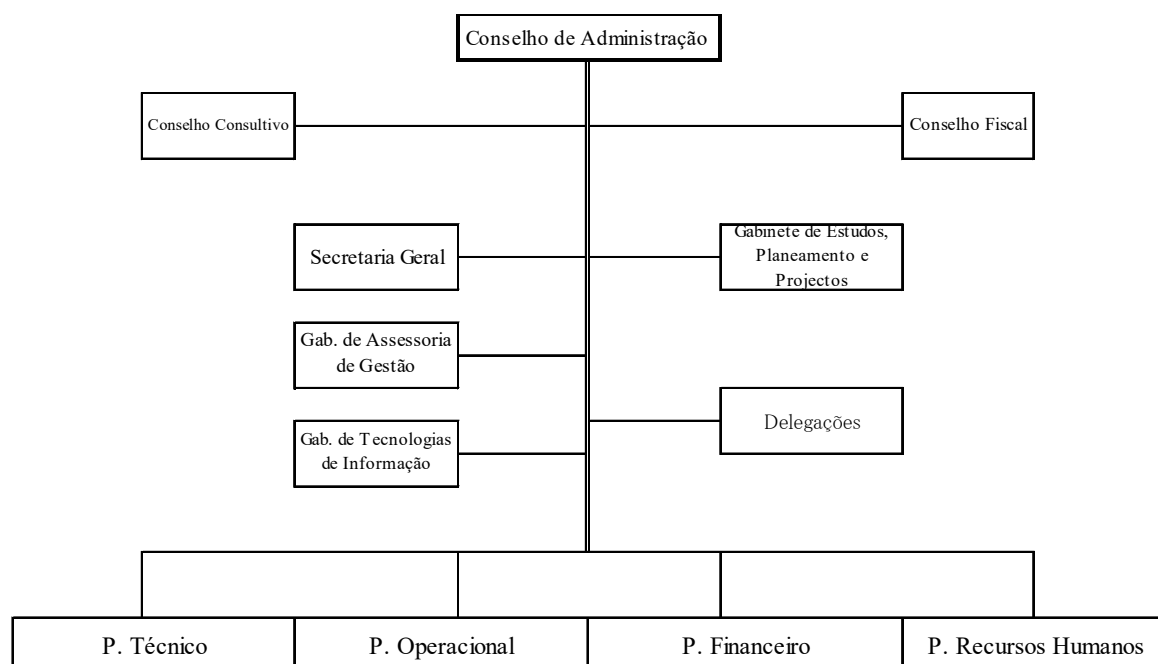 Conselho de Administração
Conselho Consultivo
Conselho Fiscal
Secretaria Geral
Gabinete de Estudos,
Planeamento e
Projectos
Gab. de Assessoria
de Gestão
Delegações
Gab. de Tecnologias
de Informação
P. Técnico
P. Operacional
P. Financeiro
P. Recursos Humanos